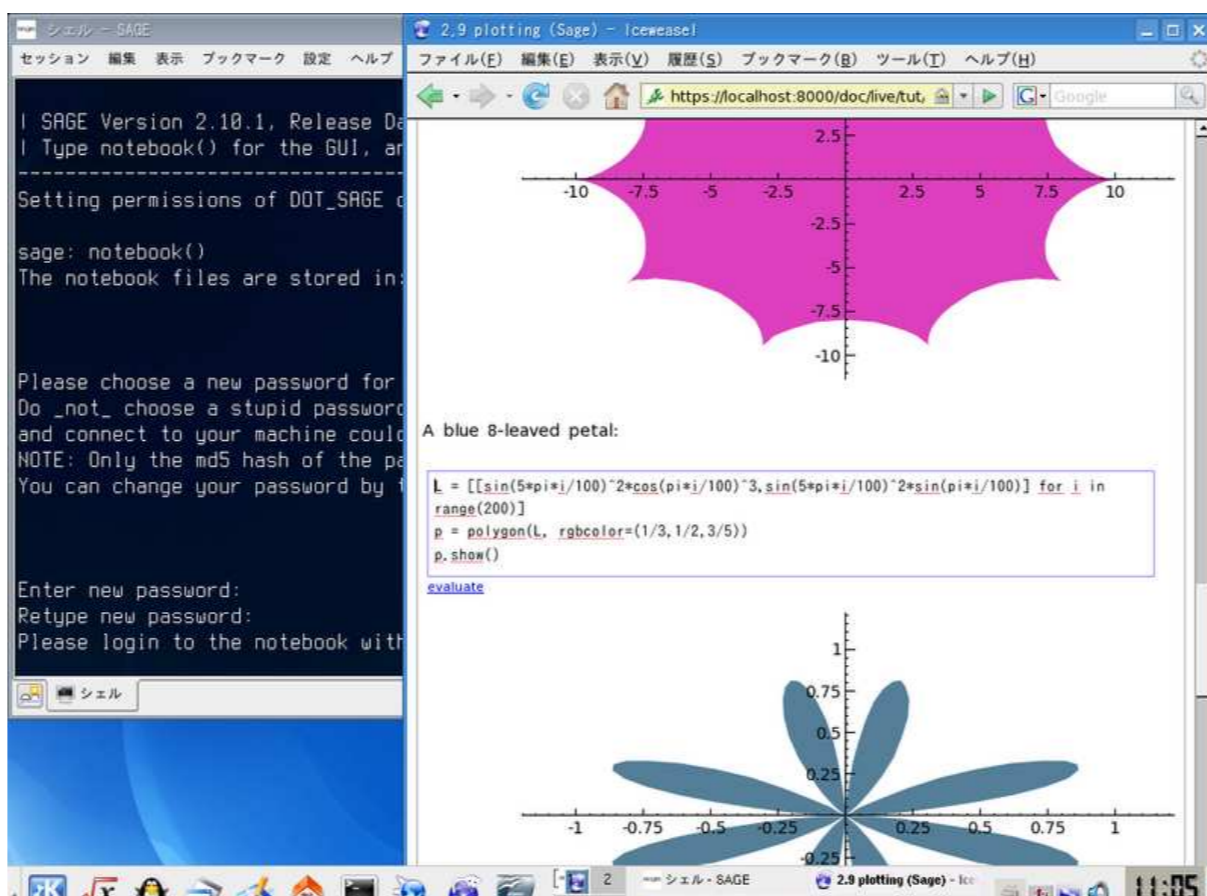 シェル - SAGE
セッション 編集 表示 ブックマーク 設定 ヘルプ
| SAGE Version 2.10.1, Release Da
| Type notebook() for the GUI, an
Setting permissions of DOT_SAGE
sage: notebook()
The notebook files are stored in:
Please choose a new password for
Do _not_ choose a stupid password
and connect to your machine could
NOTE: Only the md5 hash of the pa
You can change your password by t
Enter new password:
Retype new password:
Please login to the notebook with
シェル
2.9 plotting (Sage) - Iceweasel
ファイル(F) 編集(E) 表示(V) 履歴(S) ブックマーク(B) ツール(T) ヘルプ(H)
https://localhost:8000/doc/live/tut, G Google
2.5
-10 -7.5 -5 -2.5 2.5 5 7.5 10
-2.5
-5
-7.5
-10
A blue 8-leaved petal:
L = [[sin(5*pi*i/100)^2*cos(pi*i/100)^3,sin(5*pi*i/100)^2*sin(pi*i/100)] for i in
range(200)]
p = polygon(L, rgbcolor=(1/3,1/2,3/5))
p.show()
evaluate
1
0.75
0.5
0.25
-1 -0.75 -0.5 -0.25 0.25 0.5 0.75 1
-0.25
2 シェル - SAGE 2.9 plotting (Sage) - Ice 11:05